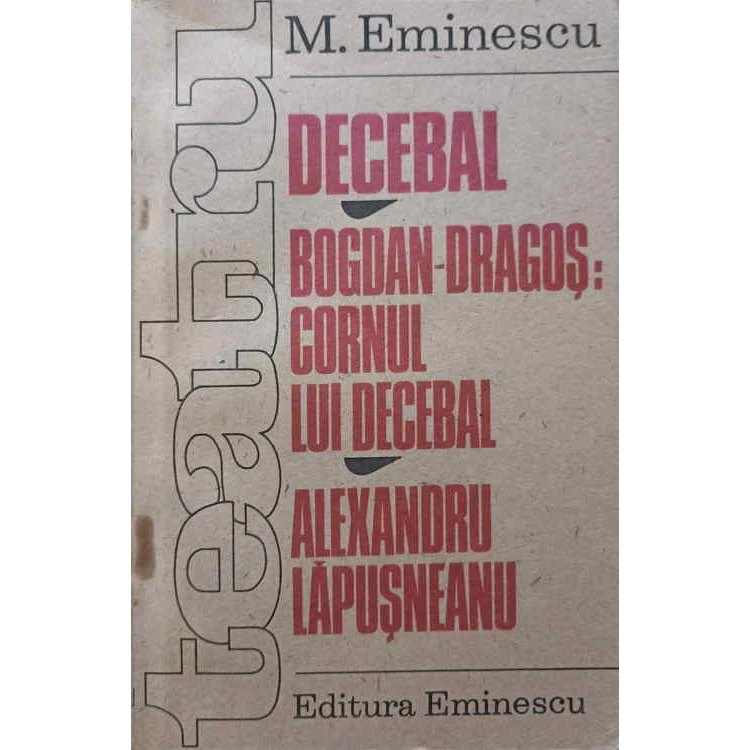 M. Eminescu
teatru
DECEBAL
BOGDAN-DRAGOȘ:
CORNUL
LUI DECEBAL
ALEXANDRU
LĂPUȘNEANU
Editura Eminescu